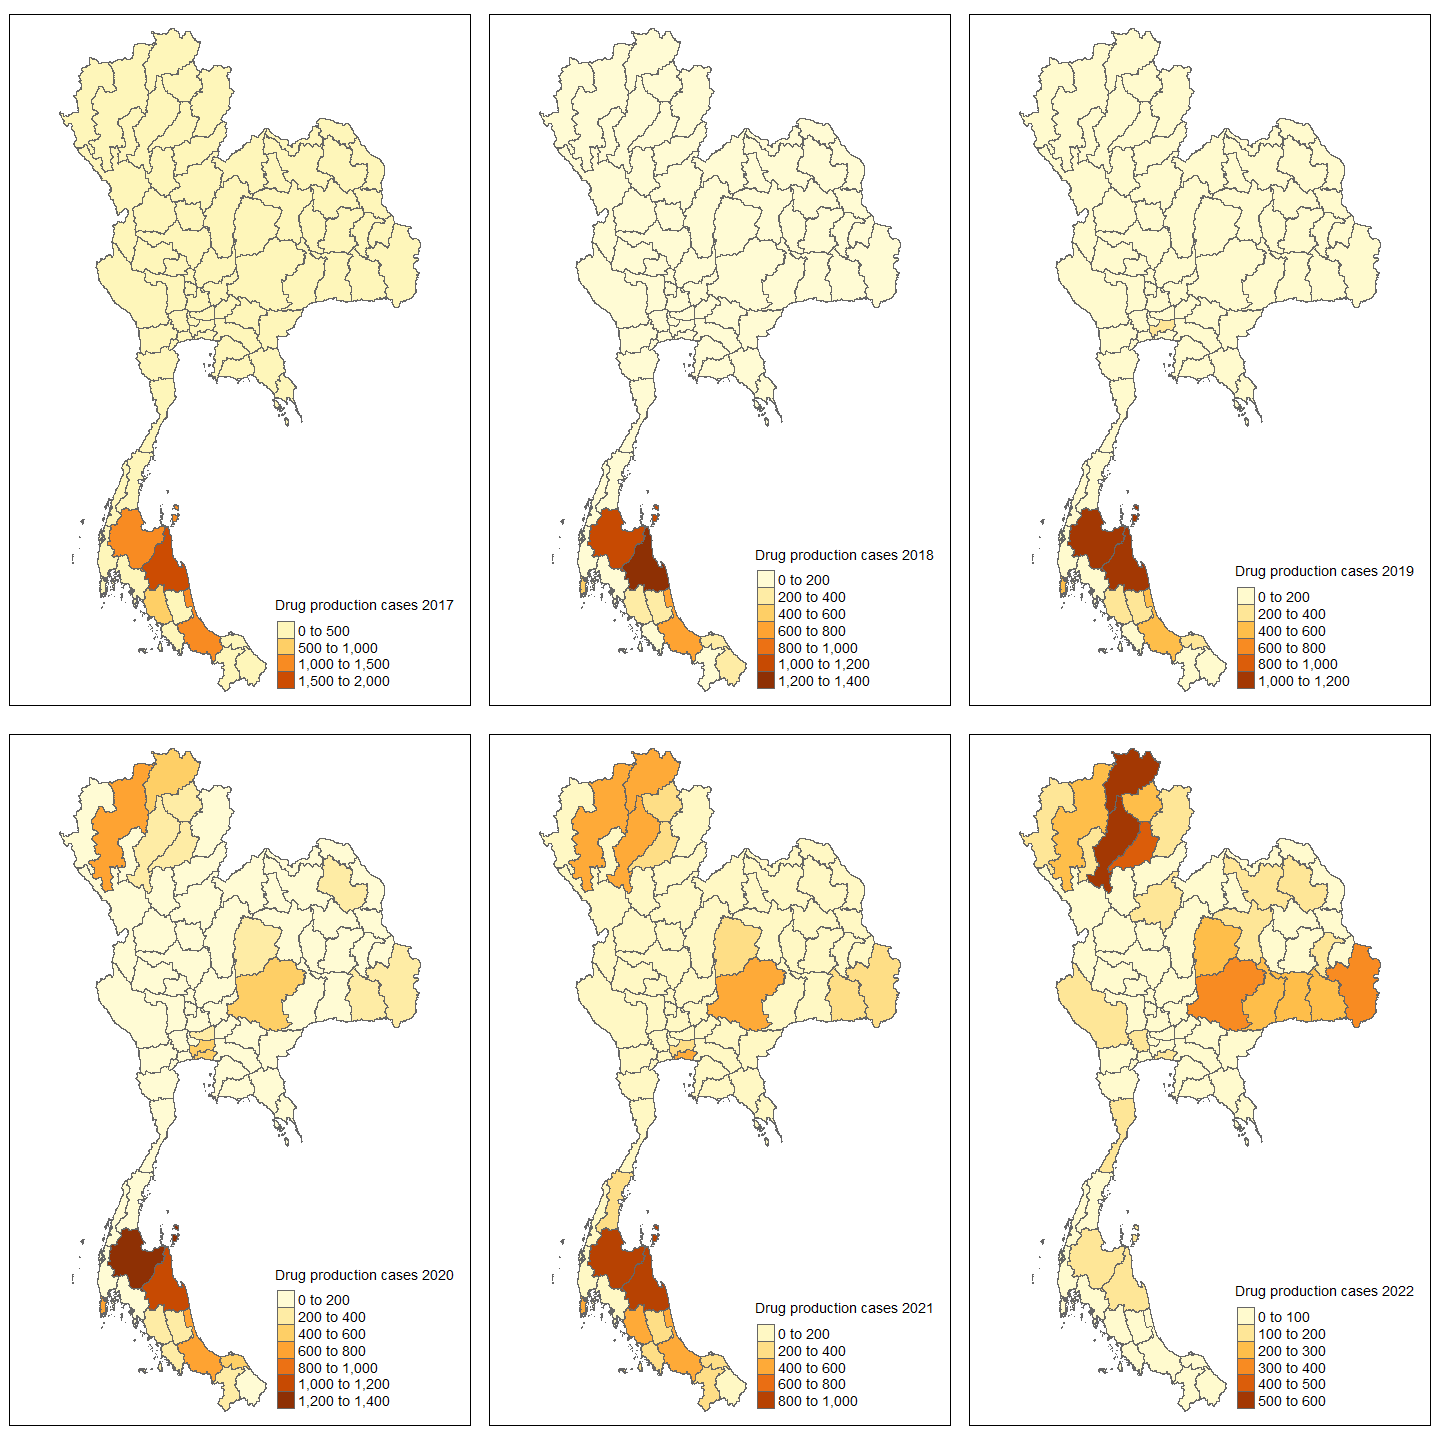 Drug production cases 2017
0 to 500
500 to 1,000
1,000 to 1,500
1,500 to 2,000
Drug production cases 2018
0 to 200
200 to 400
400 to 600
600 to 800
800 to 1,000
1,000 to 1,200
1,200 to 1,400
Drug production cases 2019
0 to 200
200 to 400
400 to 600
600 to 800
800 to 1,000
1,000 to 1,200
Drug production cases 2020
0 to 200
200 to 400
400 to 600
600 to 800
800 to 1,000
1,000 to 1,200
1,200 to 1,400
Drug production cases 2021
0 to 200
200 to 400
400 to 600
600 to 800
800 to 1,000
Drug production cases 2022
0 to 100
100 to 200
200 to 300
300 to 400
400 to 500
500 to 600